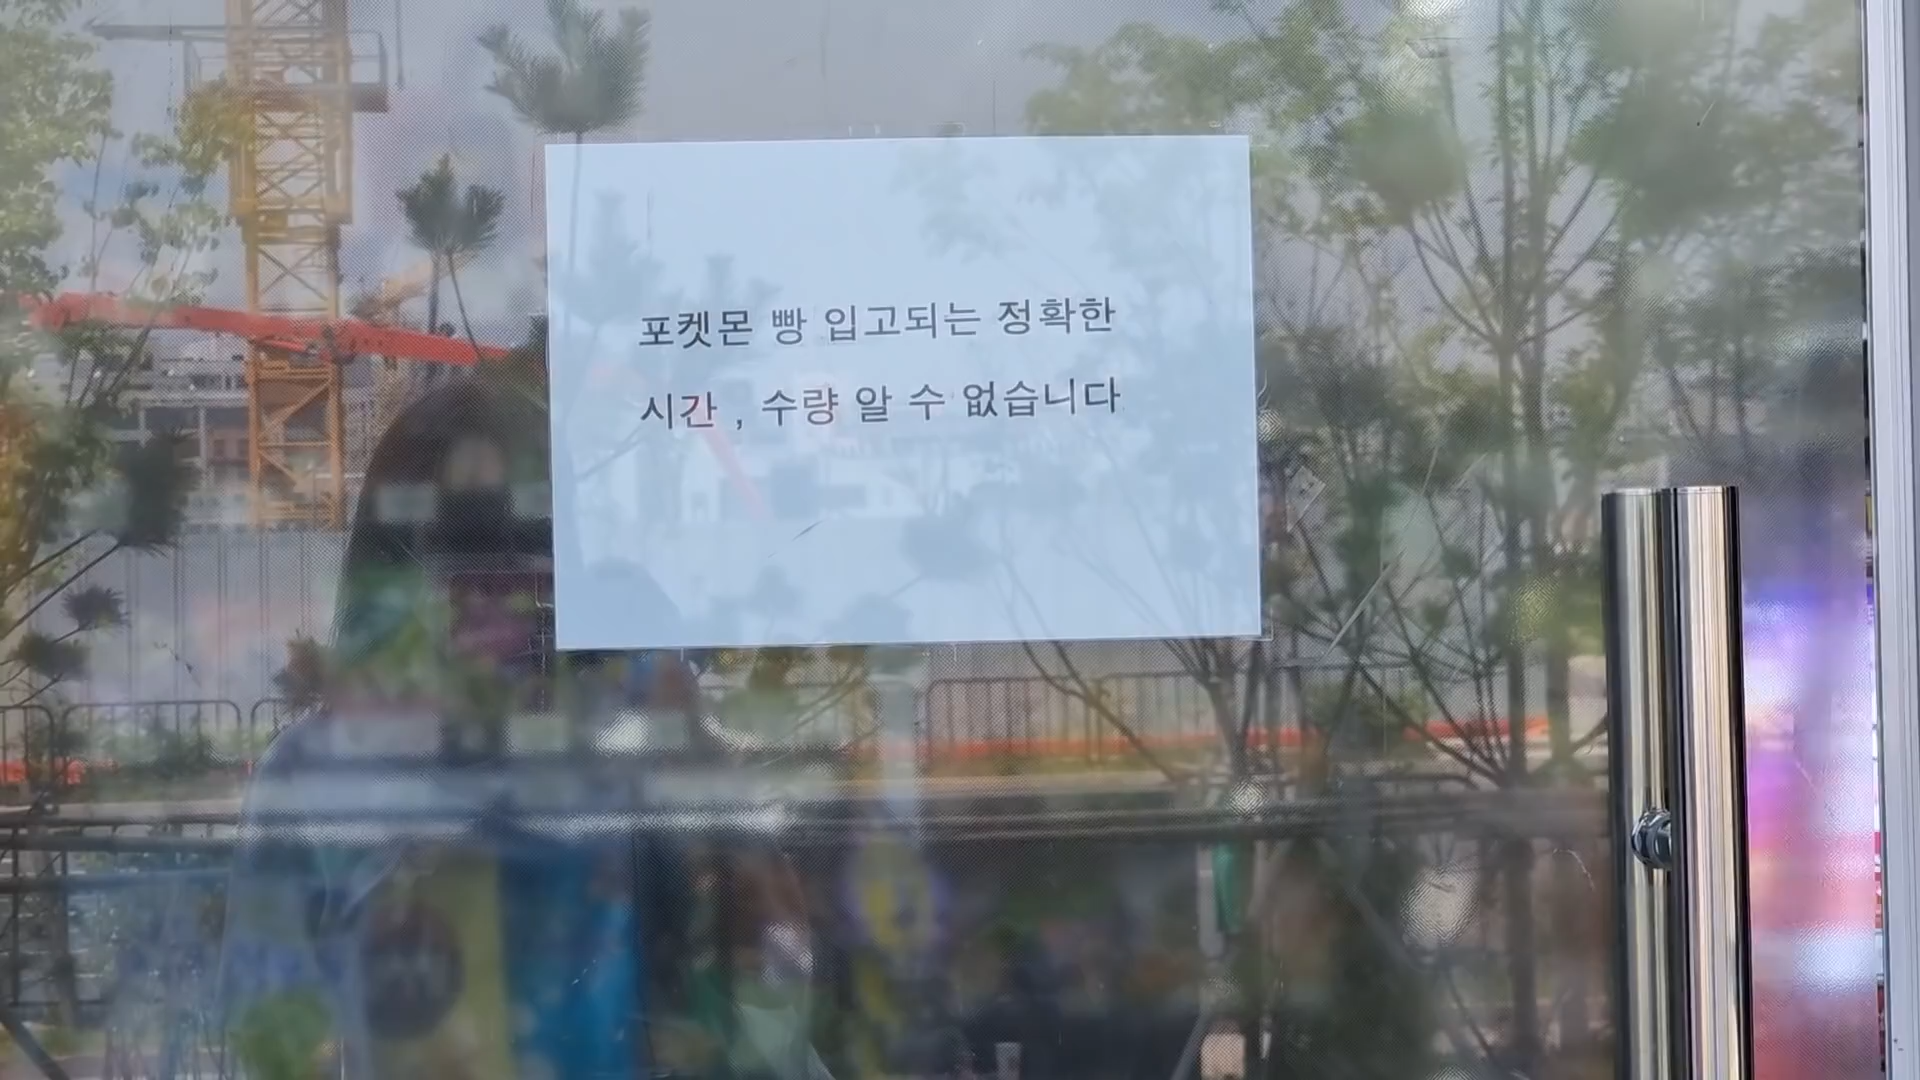 포켓몬 빵 입고되는 정확한
시간 , 수량 알 수 없습니다